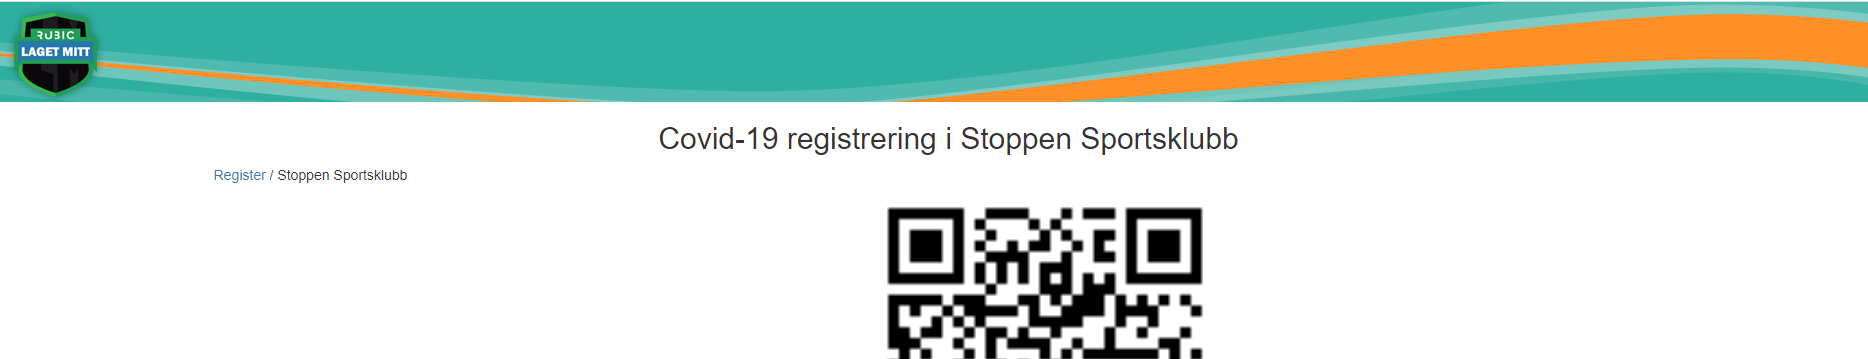 RUBIC
LAGET MITT
Covid-19 registrering i Stoppen Sportsklubb
Register / Stoppen Sportsklubb